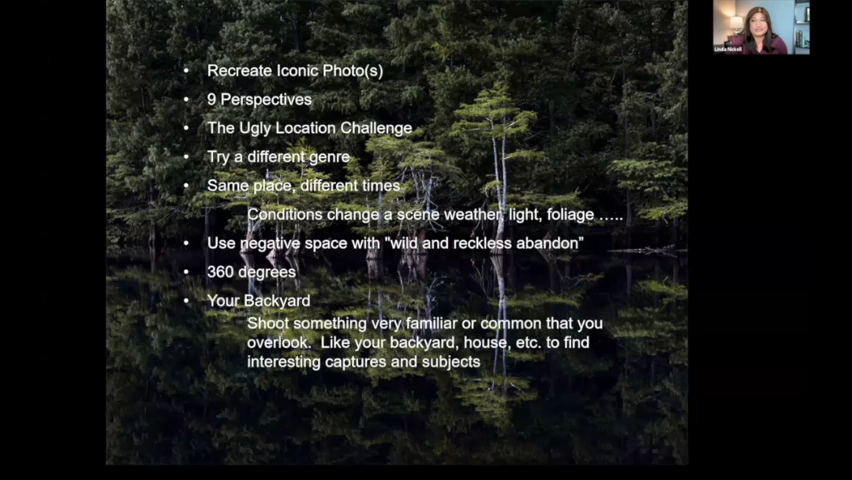 • Recreate Iconic Photo(s)
• 9 Perspectives
• The Ugly Location Challenge
• Try a different genre
• Same place, different times
Conditions change a scene weather, light, foliage …..
• Use negative space with "wild and reckless abandon”
• 360 degrees
• Your Backyard
Shoot something very familiar or common that you
overlook. Like your backyard, house, etc. to find
interesting captures and subjects
Linda Nickell